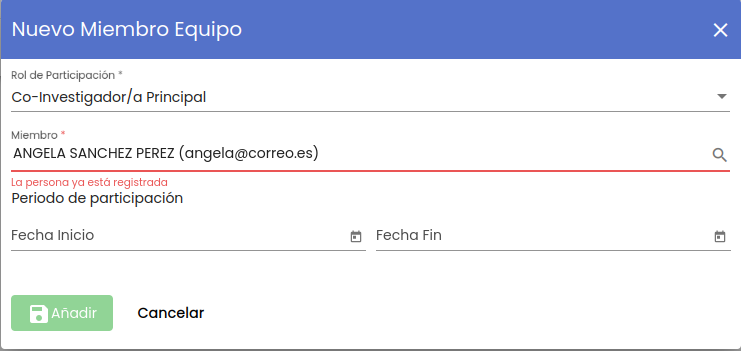 Nuevo Miembro Equipo
Rol de Participación *
Co-Investigador/a Principal
Miembro *
ANGELA SANCHEZ PEREZ (angela@correo.es)
La persona ya está registrada
Periodo de participación
Fecha Inicio Fecha Fin
Añadir Cancelar